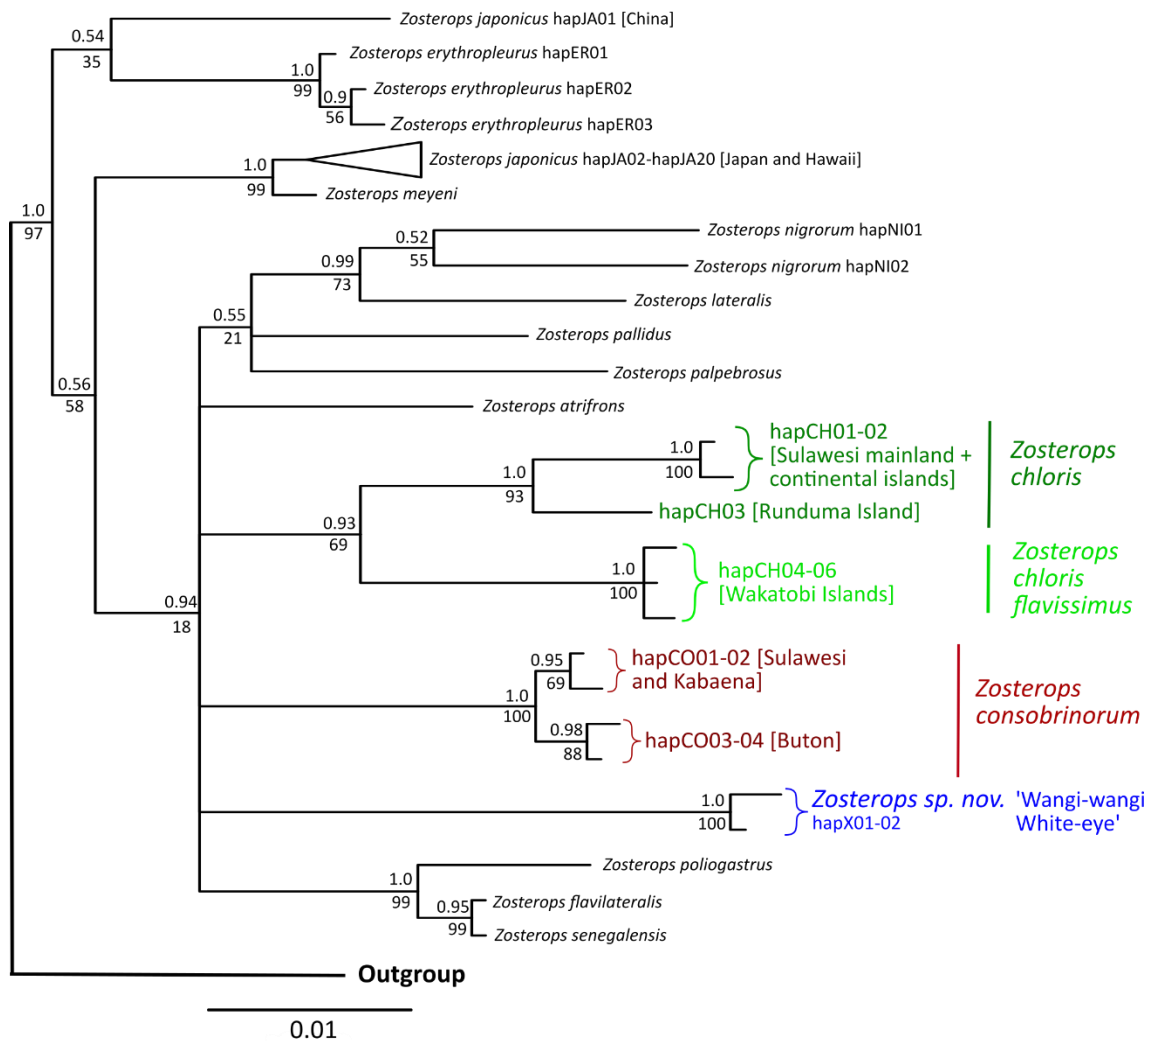 Zosterops japonicus hapJA01 [China]
0.54
35
Zosterops erythropleurus hapER01
1.0
99
Zosterops erythropleurus hapER02
0.9
56
Zosterops erythropleurus hapER03
Zosterops japonicus hapJA02-hapJA20 [Japan and Hawaii]
1.0
99
Zosterops meyeni
1.0
97
Zosterops nigrorum hapNI01
0.52
55
Zosterops nigrorum hapNI02
0.99
73
Zosterops lateralis
0.55
21
Zosterops pallidus
Zosterops palpebrosus
0.56
58
Zosterops atrifrons
hapCH01-02
[Sulawesi mainland +
continental islands]
1.0
100
Zosterops
chloris
1.0
93
hapCH03 [Runduma Island]
0.93
69
hapCH04-06
[Wakatobi Islands]
1.0
100
Zosterops
chloris
flavissimus
0.94
18
hapCO01-02 [Sulawesi
and Kabaena]
0.95
69
1.0
100
Zosterops
consobrinorum
0.98
88
hapCO03-04 [Buton]
1.0
100
Zosterops sp. nov. 'Wangi-wangi
hapX01-02 White-eye'
Zosterops poliogastrus
1.0
99
Zosterops flavilateralis
0.95
99
Zosterops senegalensis
Outgroup
0.01